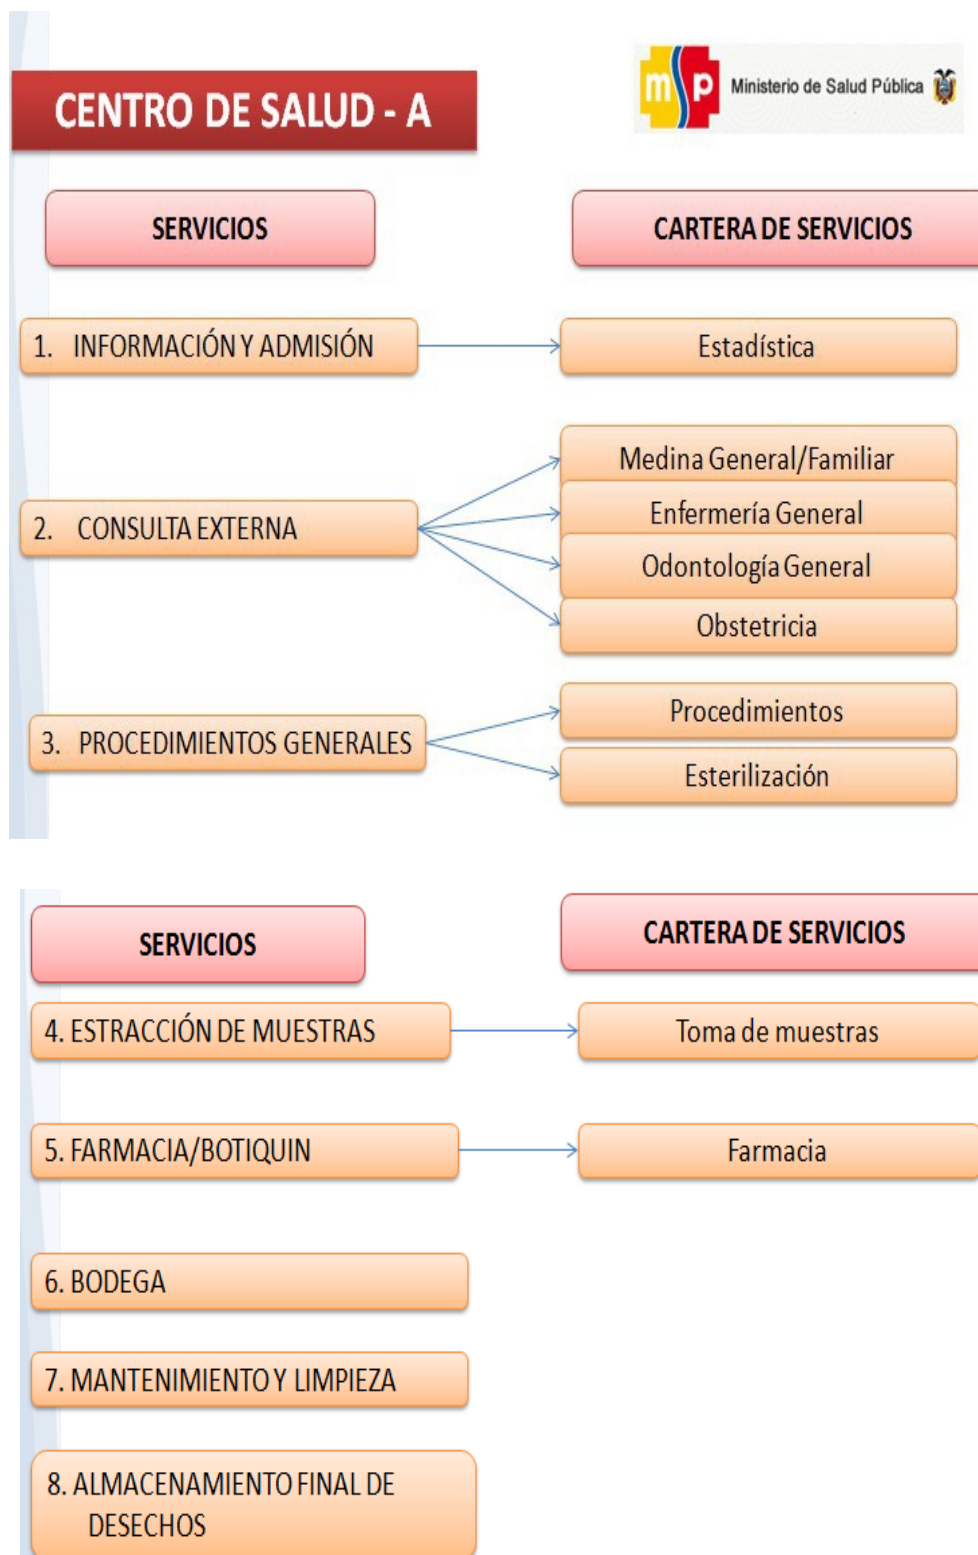 CENTRO DE SALUD - A
msp
Ministerio de Salud Pública
SERVICIOS
CARTERA DE SERVICIOS
1. INFORMACIÓN Y ADMISIÓN
Estadística
2. CONSULTA EXTERNA
Medina General/Familiar
Enfermería General
Odontología General
Obstetricia
3. PROCEDIMIENTOS GENERALES
Procedimientos
Esterilización
SERVICIOS
CARTERA DE SERVICIOS
4. ESTRACCIÓN DE MUESTRAS
Toma de muestras
5. FARMACIA/BOTIQUIN
Farmacia
6. BODEGA
7. MANTENIMIENTO Y LIMPIEZA
8. ALMACENAMIENTO FINAL DE
DESECHOS